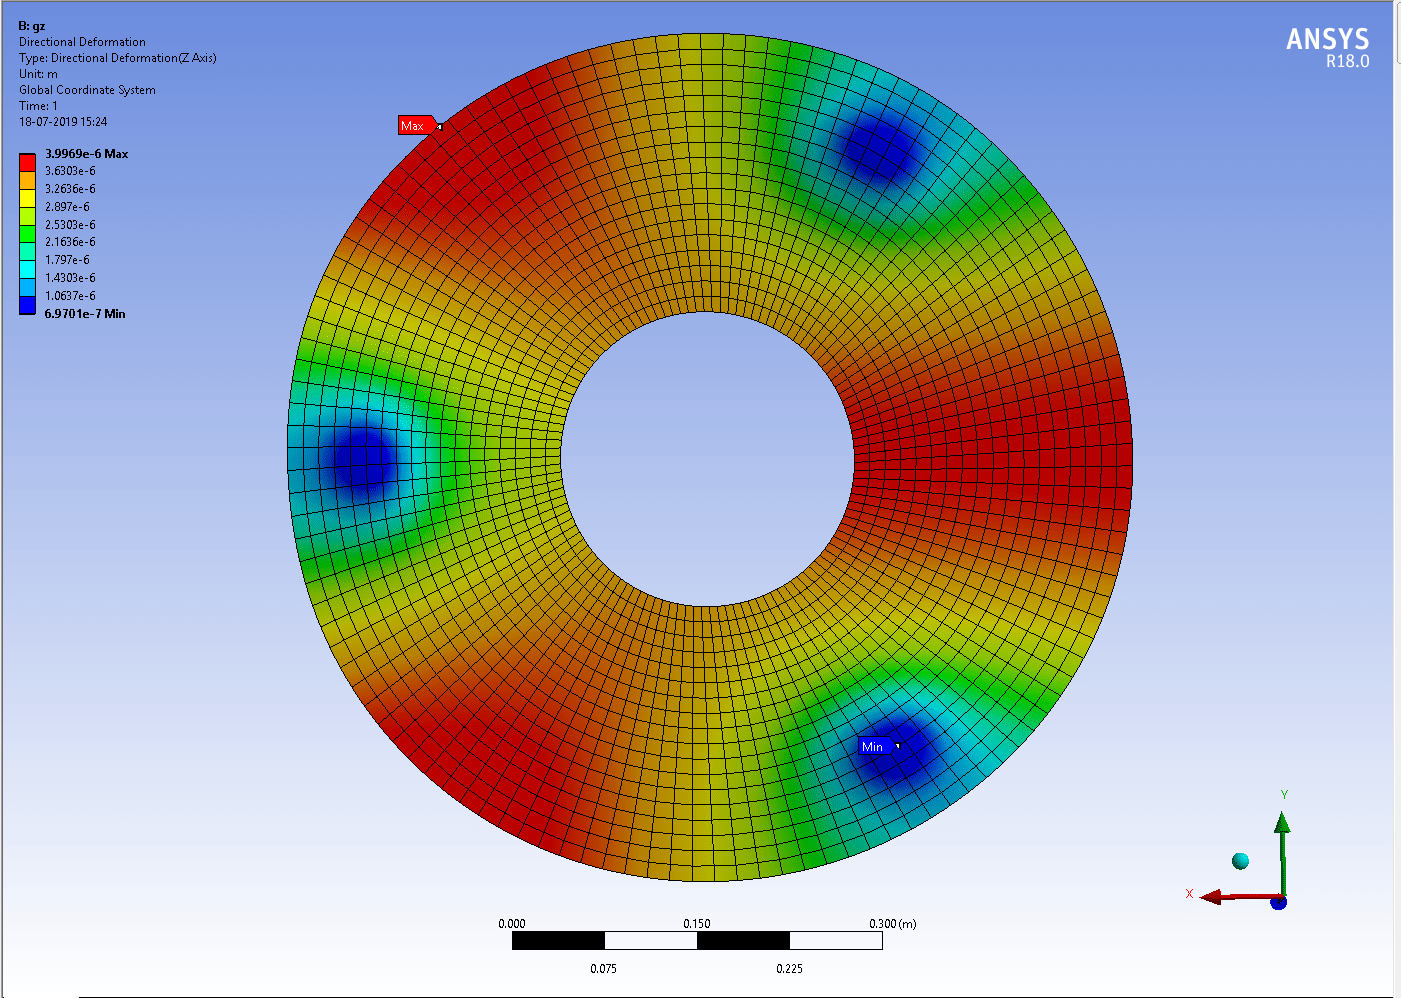 B: gz
Directional Deformation
Type: Directional Deformation(Z Axis)
Unit: m
Global Coordinate System
Time: 1
18-07-2019 15:24
3.9969e-6 Max
3.6303e-6
3.2636e-6
2.897e-6
2.5303e-6
2.1636e-6
1.797e-6
1.4303e-6
1.0637e-6
6.9701e-7 Min
ANSYS
R18.0
Max
Min
Y
X
0.000 0.150 0.300 (m)
0.075 0.225